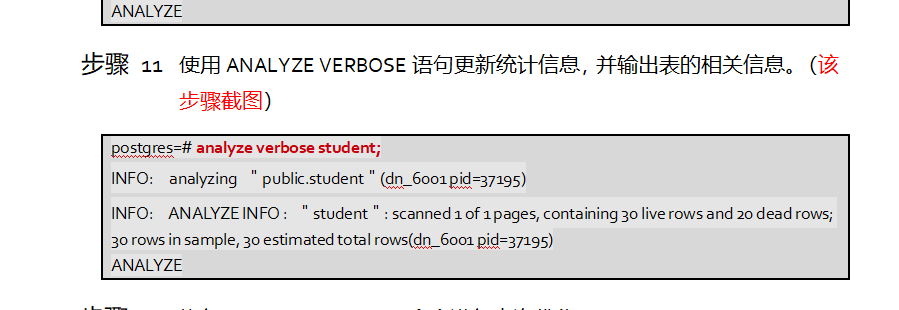 ANALYZE
步骤 11 使用 ANALYZE VERBOSE 语句更新统计信息，并输出表的相关信息。（该
步骤截图）
postgres=# analyze verbose student;
INFO: analyzing ＂public.student＂(dn_6001 pid=37195)
INFO: ANALYZE INFO : ＂student＂: scanned 1 of 1 pages, containing 30 live rows and 20 dead rows;
30 rows in sample, 30 estimated total rows(dn_6001 pid=37195)
ANALYZE